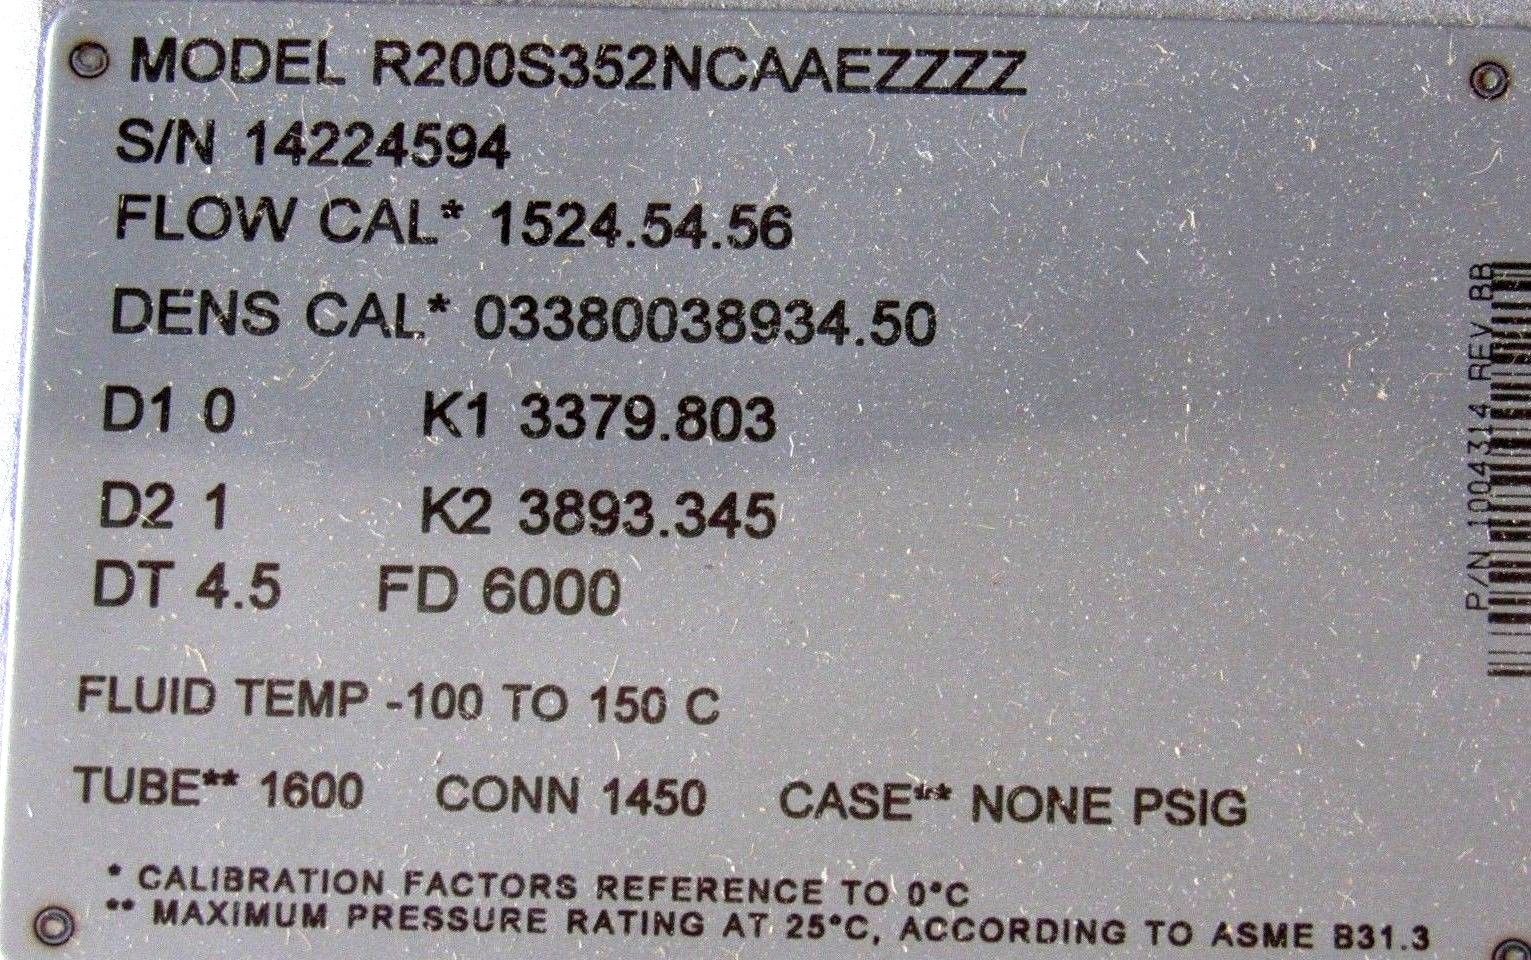 MODEL R200S352NCAAEZZZZ
S/N 14224594
FLOW CAL* 1524.54.56
DENS CAL* 03380038934.50
D1 0 K1 3379.803
D2 1 K2 3893.345
DT 4.5 FD 6000
FLUID TEMP -100 TO 150 C
TUBE** 1600 CONN 1450 CASE** NONE PSIG
* CALIBRATION FACTORS REFERENCE TO 0°C
** MAXIMUM PRESSURE RATING AT 25°C, ACCORDING TO ASME B31.3
P/N 1004314 REV BB